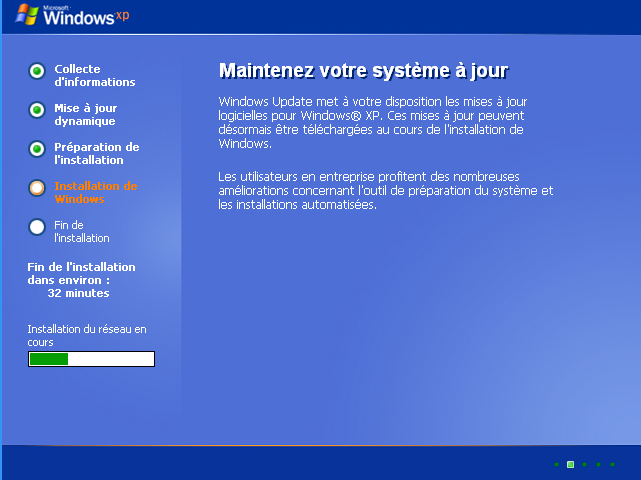 Microsoft
Windows xp
Collecte
d'informations
Mise à jour
dynamique
Préparation de
l'installation
Installation de
Windows
Fin de
l'installation
Fin de l'installation
dans environ :
32 minutes
Installation du réseau en
cours
Maintenez votre système à jour
Windows Update met à votre disposition les mises à jour
logicielles pour Windows® XP. Ces mises à jour peuvent
désormais être téléchargées au cours de l'installation de
Windows.
Les utilisateurs en entreprise profitent des nombreuses
améliorations concernant l'outil de préparation du système et
les installations automatisées.